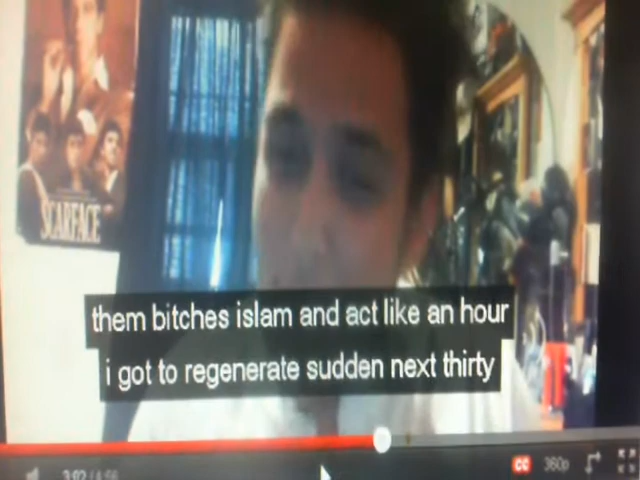 SCARFACE
them bitches islam and act like an hour
i got to regenerate sudden next thirty
CC 360p